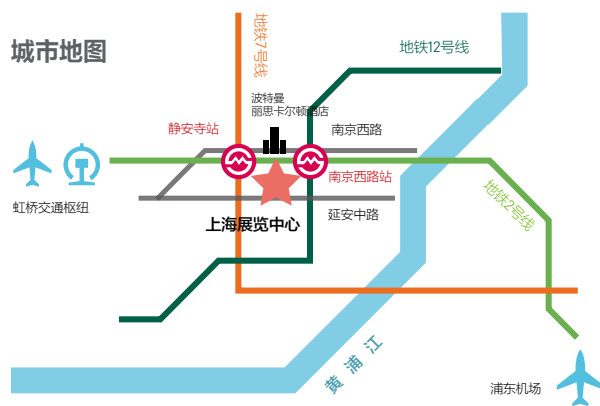 城市地图
地铁7号线
地铁12号线
波特曼
丽思卡尔顿酒店
静安寺站
南京西路
南京西路站
虹桥交通枢纽
地铁2号线
上海展览中心
延安中路
黄浦江
浦东机场